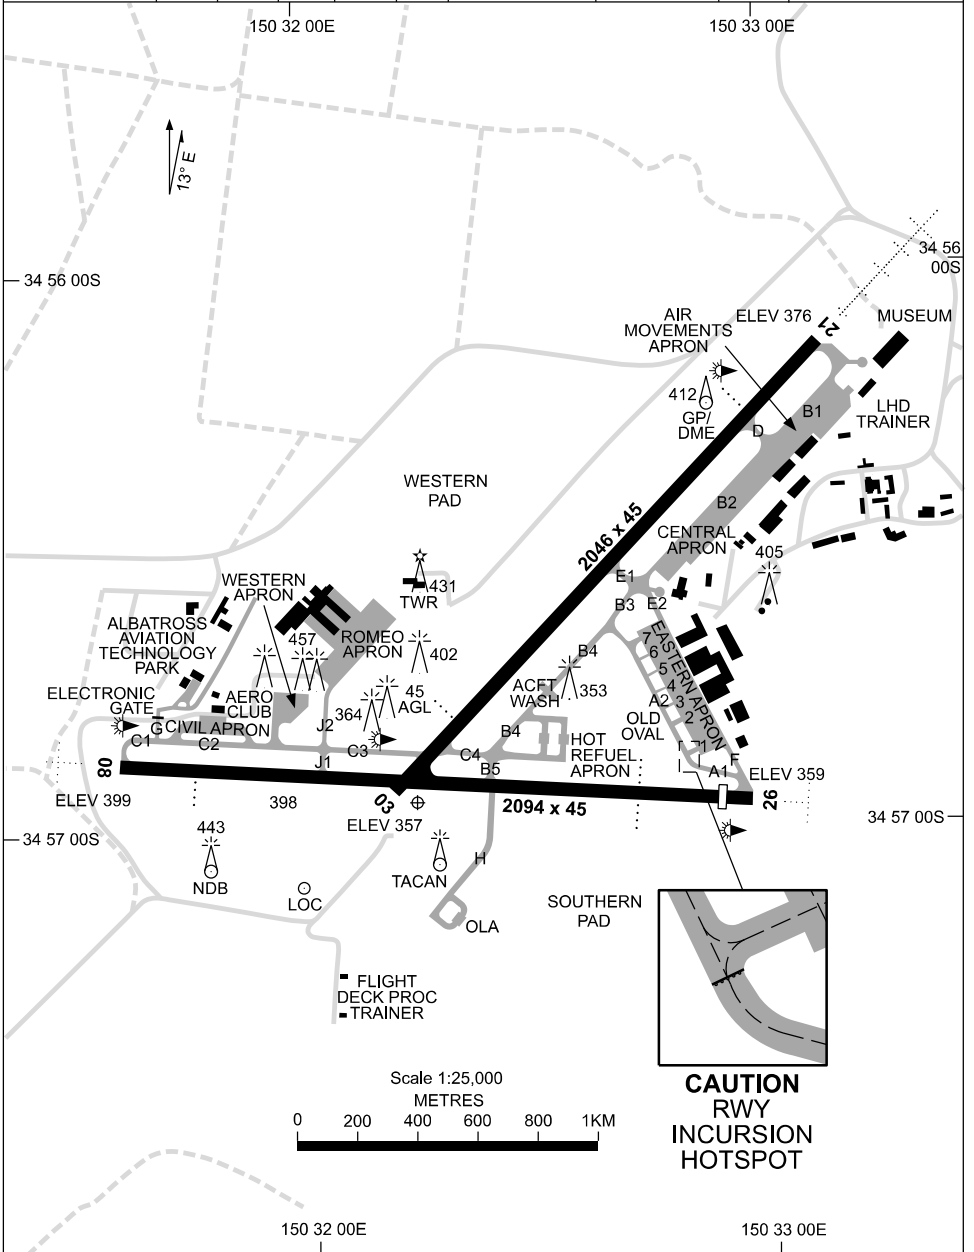 150 32 00E
150 33 00E
13° E
34 56 00S
34 56
00S
AIR
MOVEMENTS
APRON
ELEV 376
21
MUSEUM
412
GP/
DME
B1
LHD
TRAINER
D
WESTERN
PAD
B2
2046 x 45
CENTRAL
APRON
405
431
TWR
E1
E2
B3
WESTERN
APRON
ALBATROSS
AVIATION
TECHNOLOGY
PARK
457
ROMEO
APRON
402
B4
353
EASTERN APRON
7
6
5
4
3
2
1
A2
ELECTRONIC
GATE
AERO
CLUB
364
45
AGL
ACFT
WASH
OLD
OVAL
G
CIVIL APRON
C1
C2
J2
J1
C3
C4
B4
B5
HOT
REFUEL
APRON
A1
F
ELEV 359
08
ELEV 399
398
03
ELEV 357
2094 x 45
26
34 57 00S
34 57 00S
443
NDB
LOC
TACAN
H
OLA
SOUTHERN
PAD
FLIGHT
DECK PROC
TRAINER
CAUTION
RWY
INCURSION
HOTSPOT
Scale 1:25,000
METRES
0
200
400
600
800
1KM
150 32 00E
150 33 00E